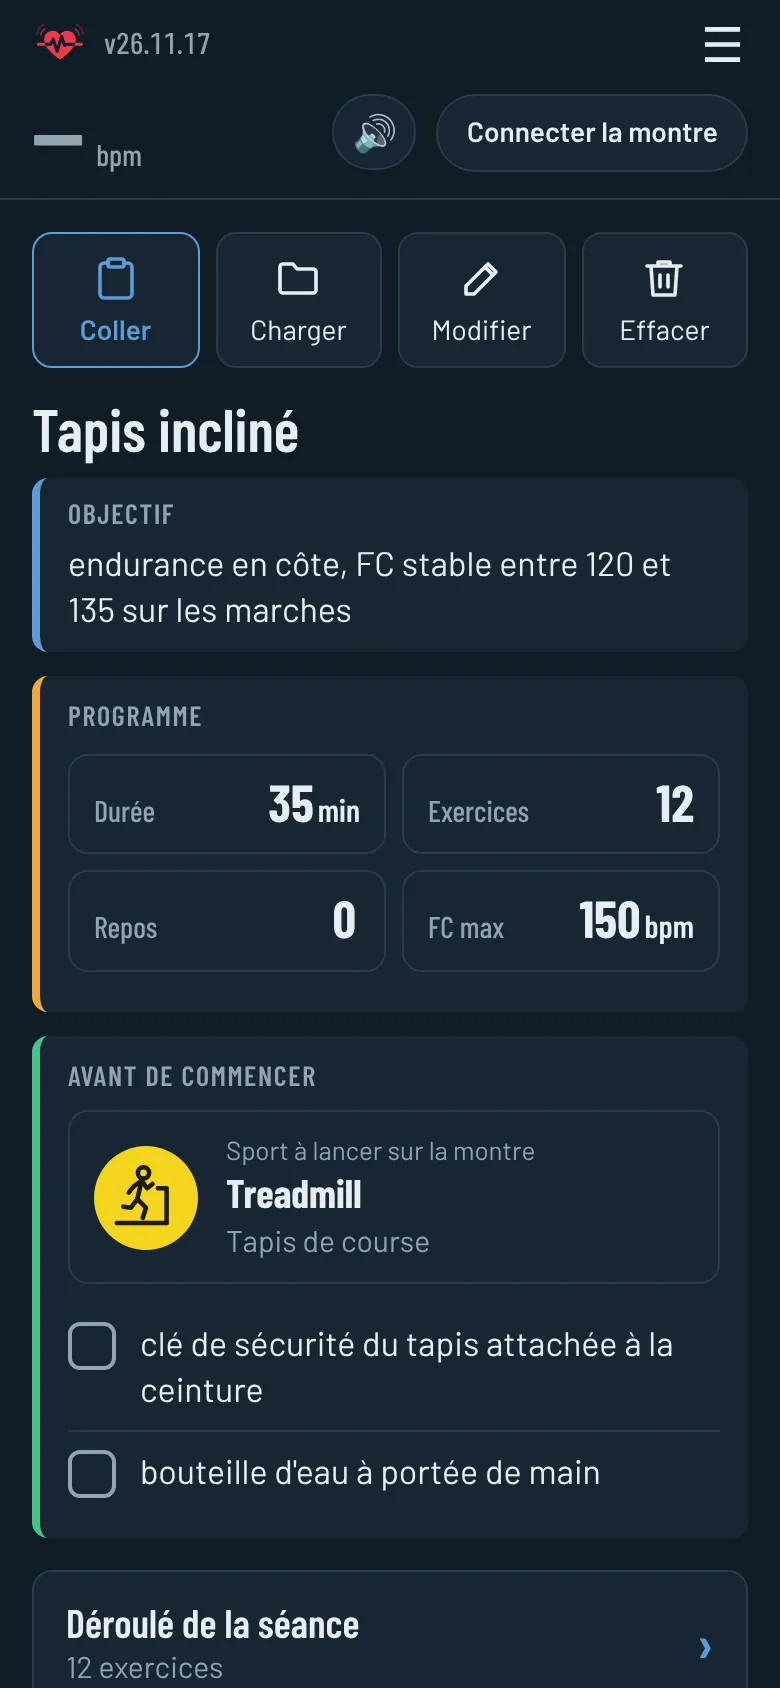 v26.11.17
bpm
Connecter la montre
Coller
Charger
Modifier
Effacer
Tapis incliné
OBJECTIF
endurance en côte, FC stable entre 120 et
135 sur les marches
PROGRAMME
Durée 35 min
Exercices 12
Repos 0
FC max 150 bpm
AVANT DE COMMENCER
Sport à lancer sur la montre
Treadmill
Tapis de course
clé de sécurité du tapis attachée à la
ceinture
bouteille d'eau à portée de main
Déroulé de la séance
12 exercices